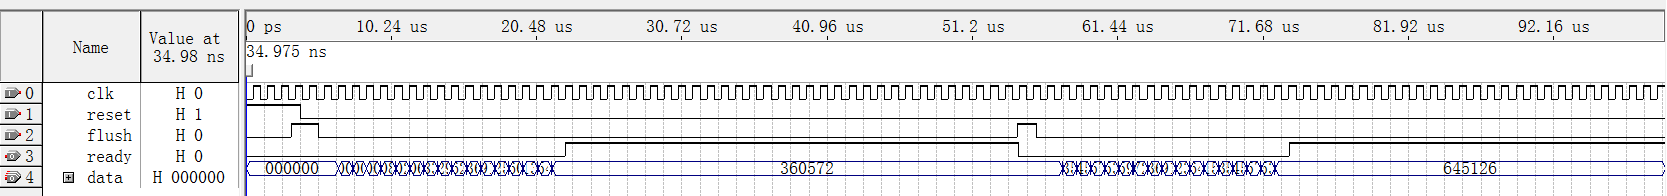 Name
Value at
34.98 ns
0 ps 10.24 us 20.48 us 30.72 us 40.96 us 51.2 us 61.44 us 71.68 us 81.92 us 92.16 us
34.975 ns
0 clk H 0
1 reset H 1
2 flush H 0
3 ready H 0
4 data H 000000 000000 360572 645126